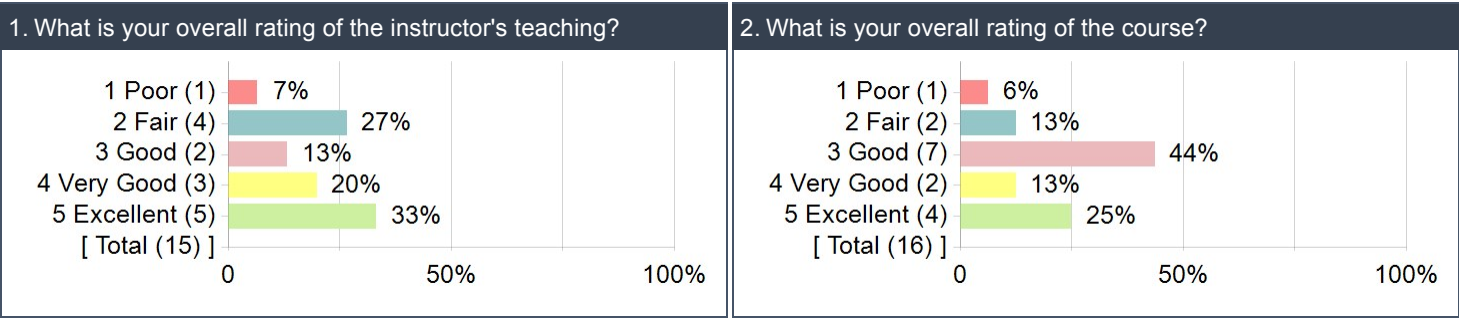 1. What is your overall rating of the instructor's teaching?
1 Poor (1) 7%
2 Fair (4) 27%
3 Good (2) 13%
4 Very Good (3) 20%
5 Excellent (5) 33%
[ Total (15) ]
0 50% 100%
2. What is your overall rating of the course?
1 Poor (1) 6%
2 Fair (2) 13%
3 Good (7) 44%
4 Very Good (2) 13%
5 Excellent (4) 25%
[ Total (16) ]
0 50% 100%